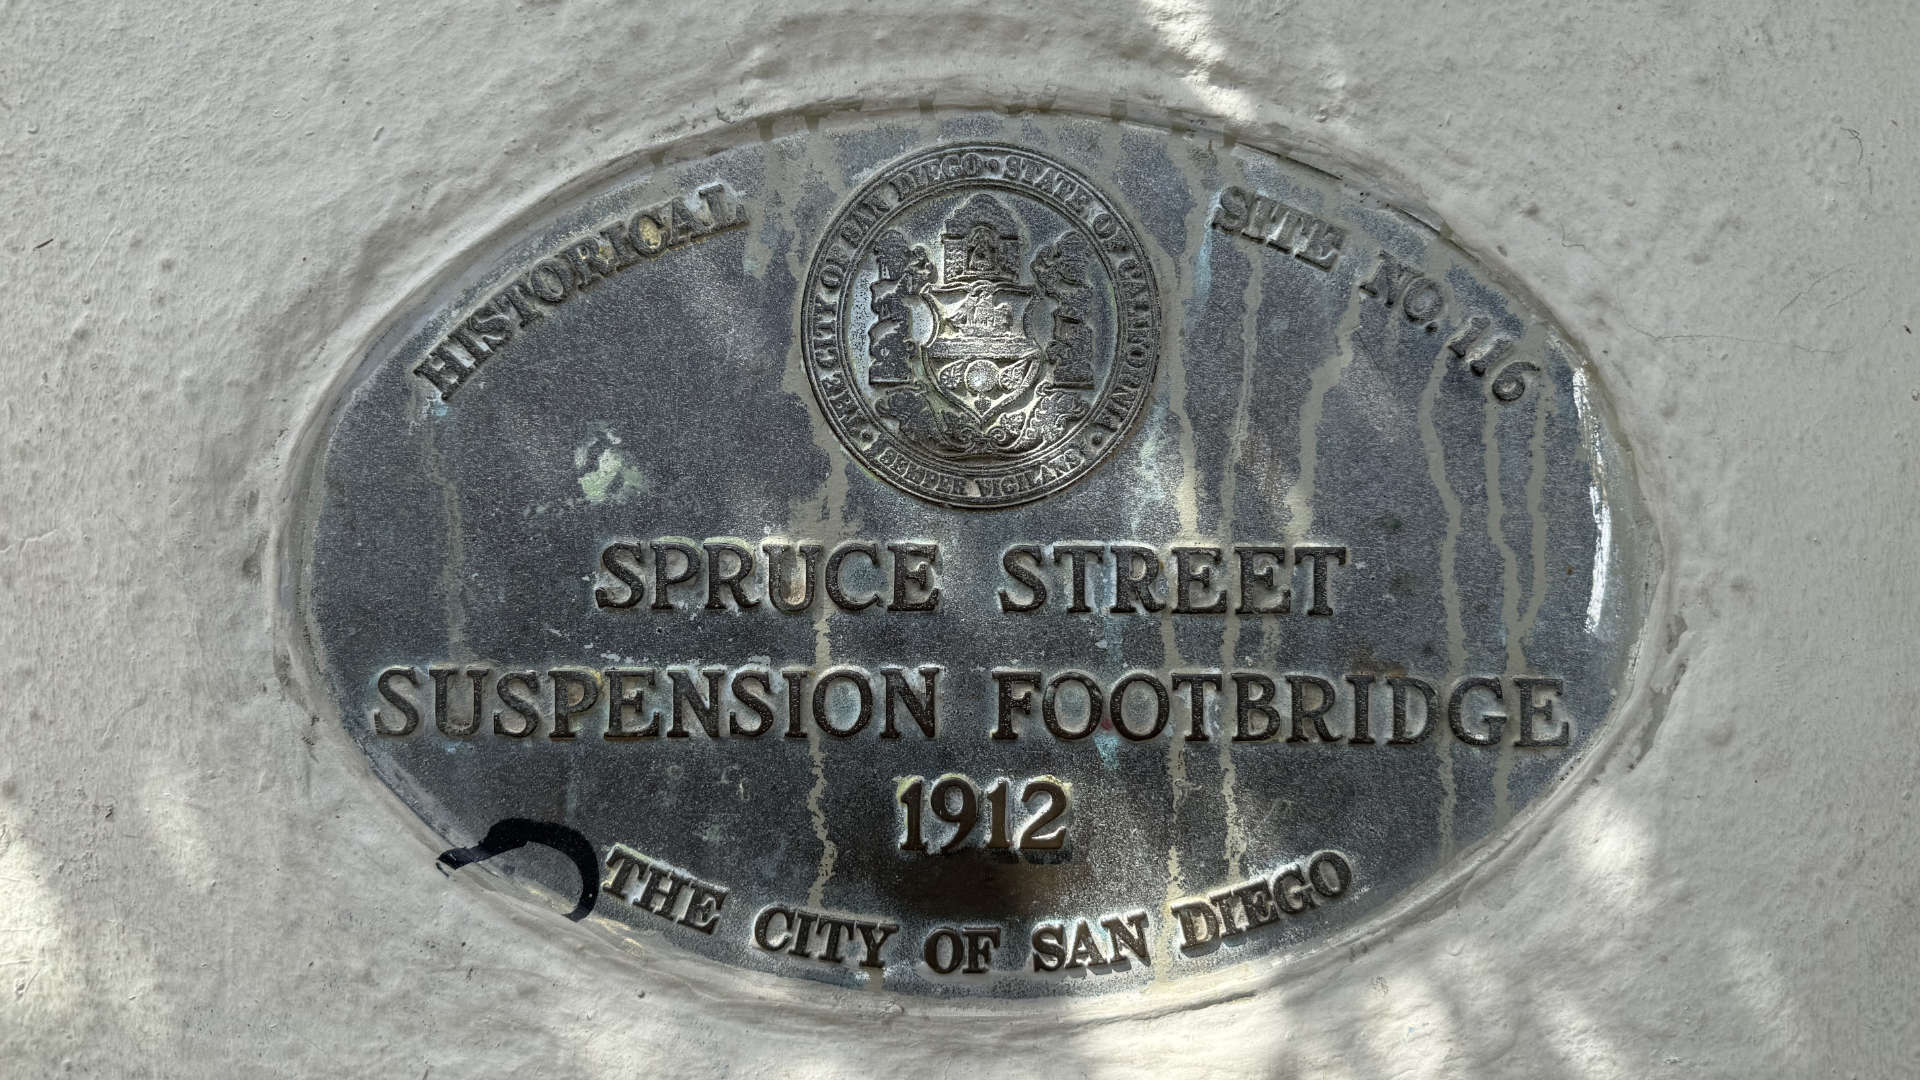 HISTORICAL SITE NO. 116
THE CITY OF SAN DIEGO • STATE OF CALIFORNIA •
SEMPER VIGILANS
SPRUCE STREET
SUSPENSION FOOTBRIDGE
1912
THE CITY OF SAN DIEGO